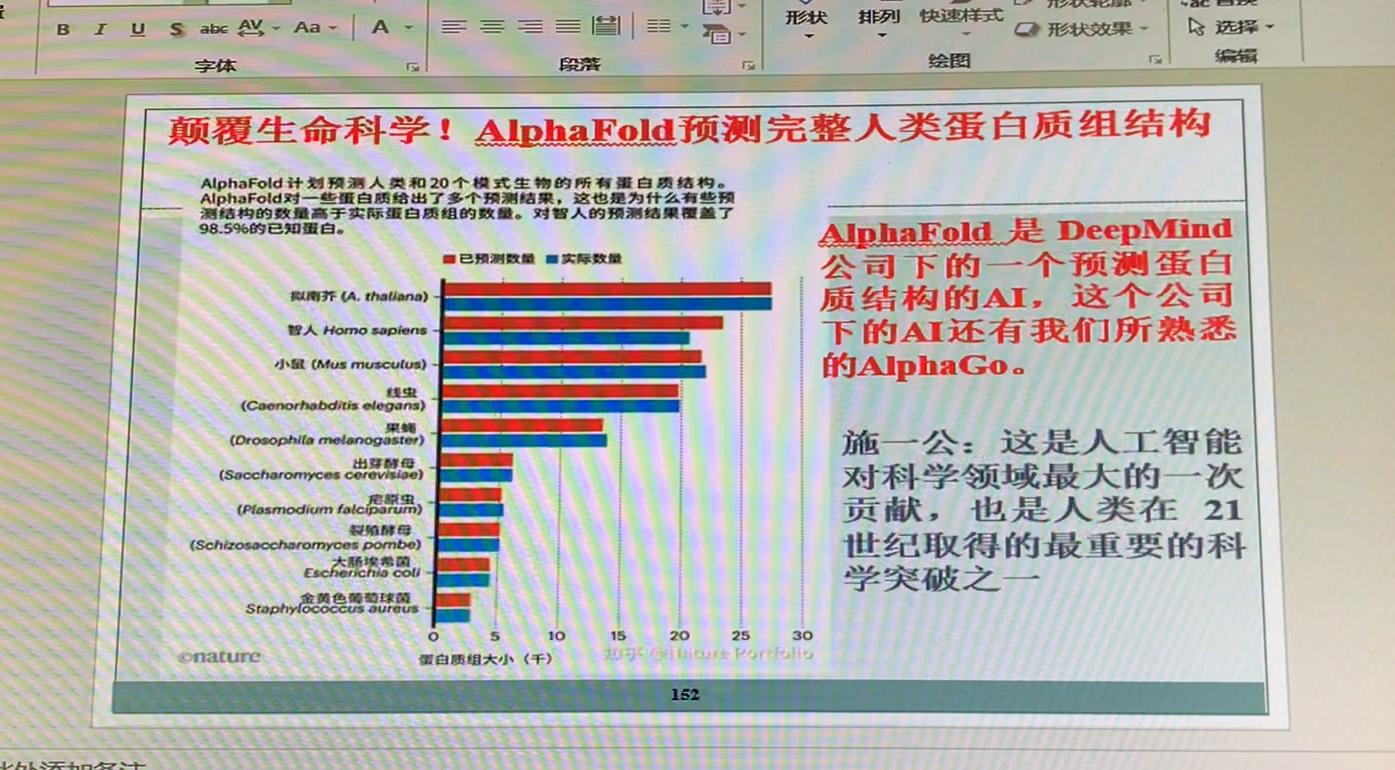 B I U S abc AV Aa A
形状 排列 快速样式
形状效果
选择
字体 段落 绘图 编辑
颠覆生命科学！AlphaFold预测完整人类蛋白质组结构
AlphaFold计划预测人类和20个模式生物的所有蛋白质结构。
AlphaFold对一些蛋白质给出了多个预测结果，这也是为什么有些预
测结构的数量高于实际蛋白质组的数量。对智人的预测结果覆盖了
98.5%的已知蛋白。
已预测数量 实际数量
拟南芥 (A. thaliana)
智人 Homo sapiens
小鼠 (Mus musculus)
线虫
(Caenorhabditis elegans)
果蝇
(Drosophila melanogaster)
出芽酵母
(Saccharomyces cerevisiae)
疟原虫
(Plasmodium falciparum)
裂殖酵母
(Schizosaccharomyces pombe)
大肠埃希菌
Escherichia coli
金黄色葡萄球菌
Staphylococcus aureus
0 5 10 15 20 25 30
蛋白质组大小（千）
©nature
知乎 @Nature Portfolio
AlphaFold 是 DeepMind
公司下的一个预测蛋白
质结构的AI，这个公司
下的AI还有我们所熟悉
的AlphaGo。
施一公：这是人工智能
对科学领域最大的一次
贡献，也是人类在 21
世纪取得的最重要的科
学突破之一
152